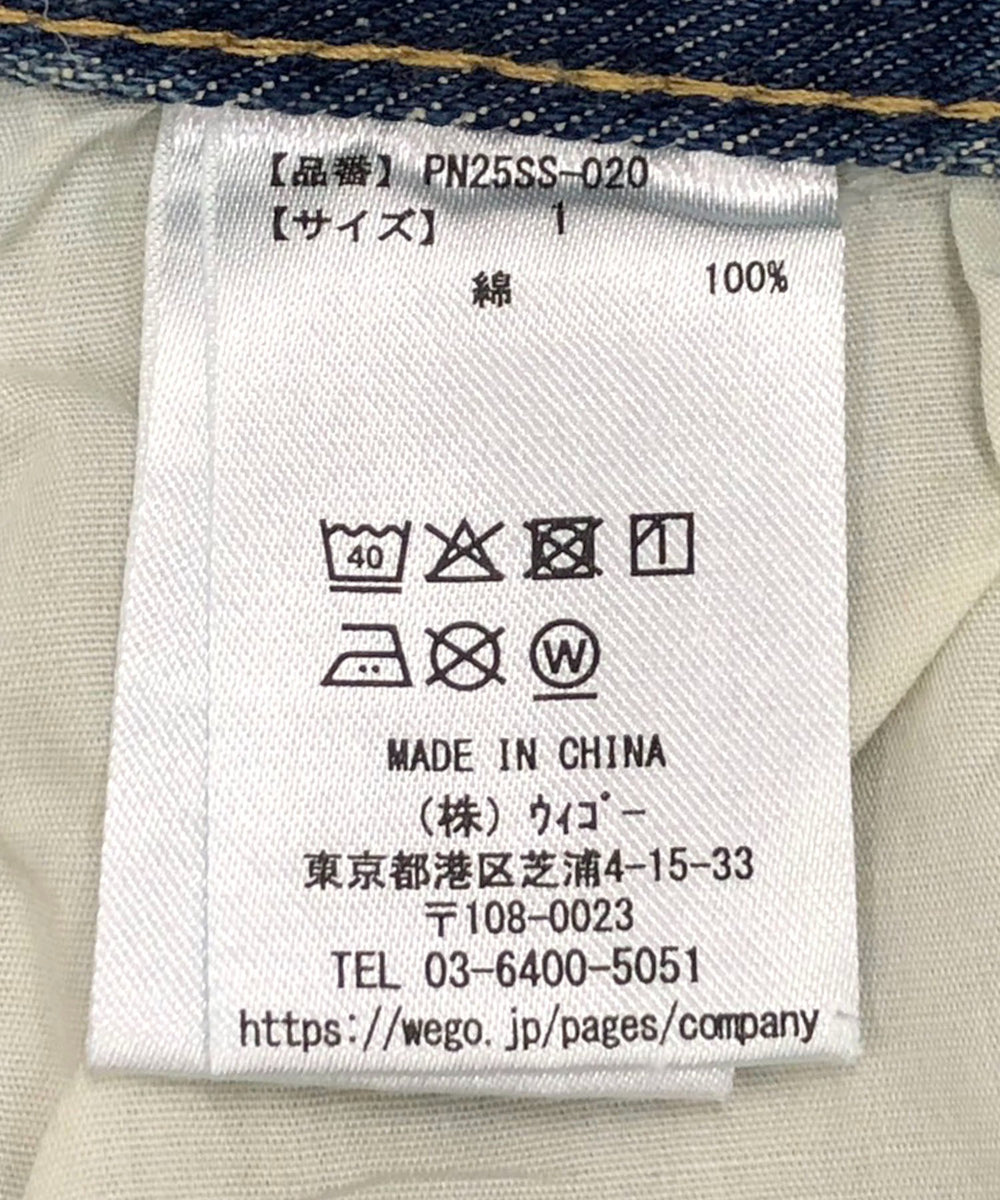 【品番】 PN25SS-020
【サイズ】 1
綿 100%
40
W
MADE IN CHINA
(株) ウィゴー
東京都港区芝浦4-15-33
〒108-0023
TEL 03-6400-5051
https://wego.jp/pages/company